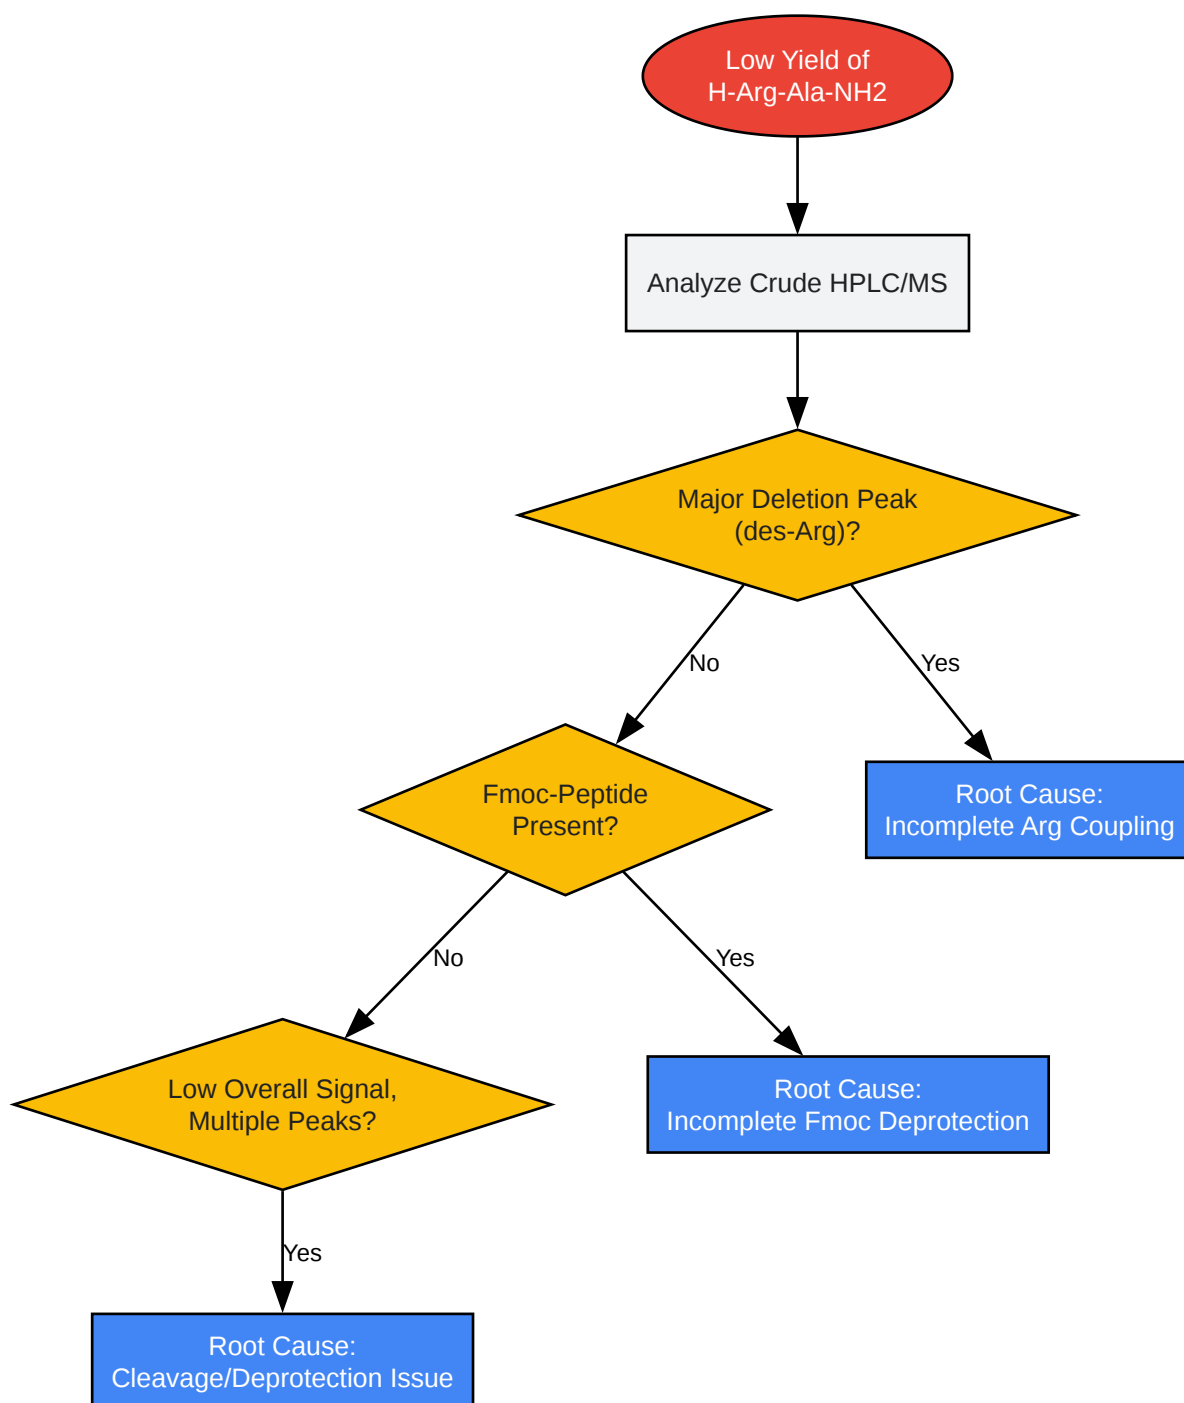 Low Yield of
H-Arg-Ala-NH2
Analyze Crude HPLC/MS
Major Deletion Peak
(des-Arg)?
No
Yes
Fmoc-Peptide
Present?
Root Cause:
Incomplete Arg Coupling
No
Yes
Low Overall Signal,
Multiple Peaks?
Root Cause:
Incomplete Fmoc Deprotection
Yes
Root Cause:
Cleavage/Deprotection Issue